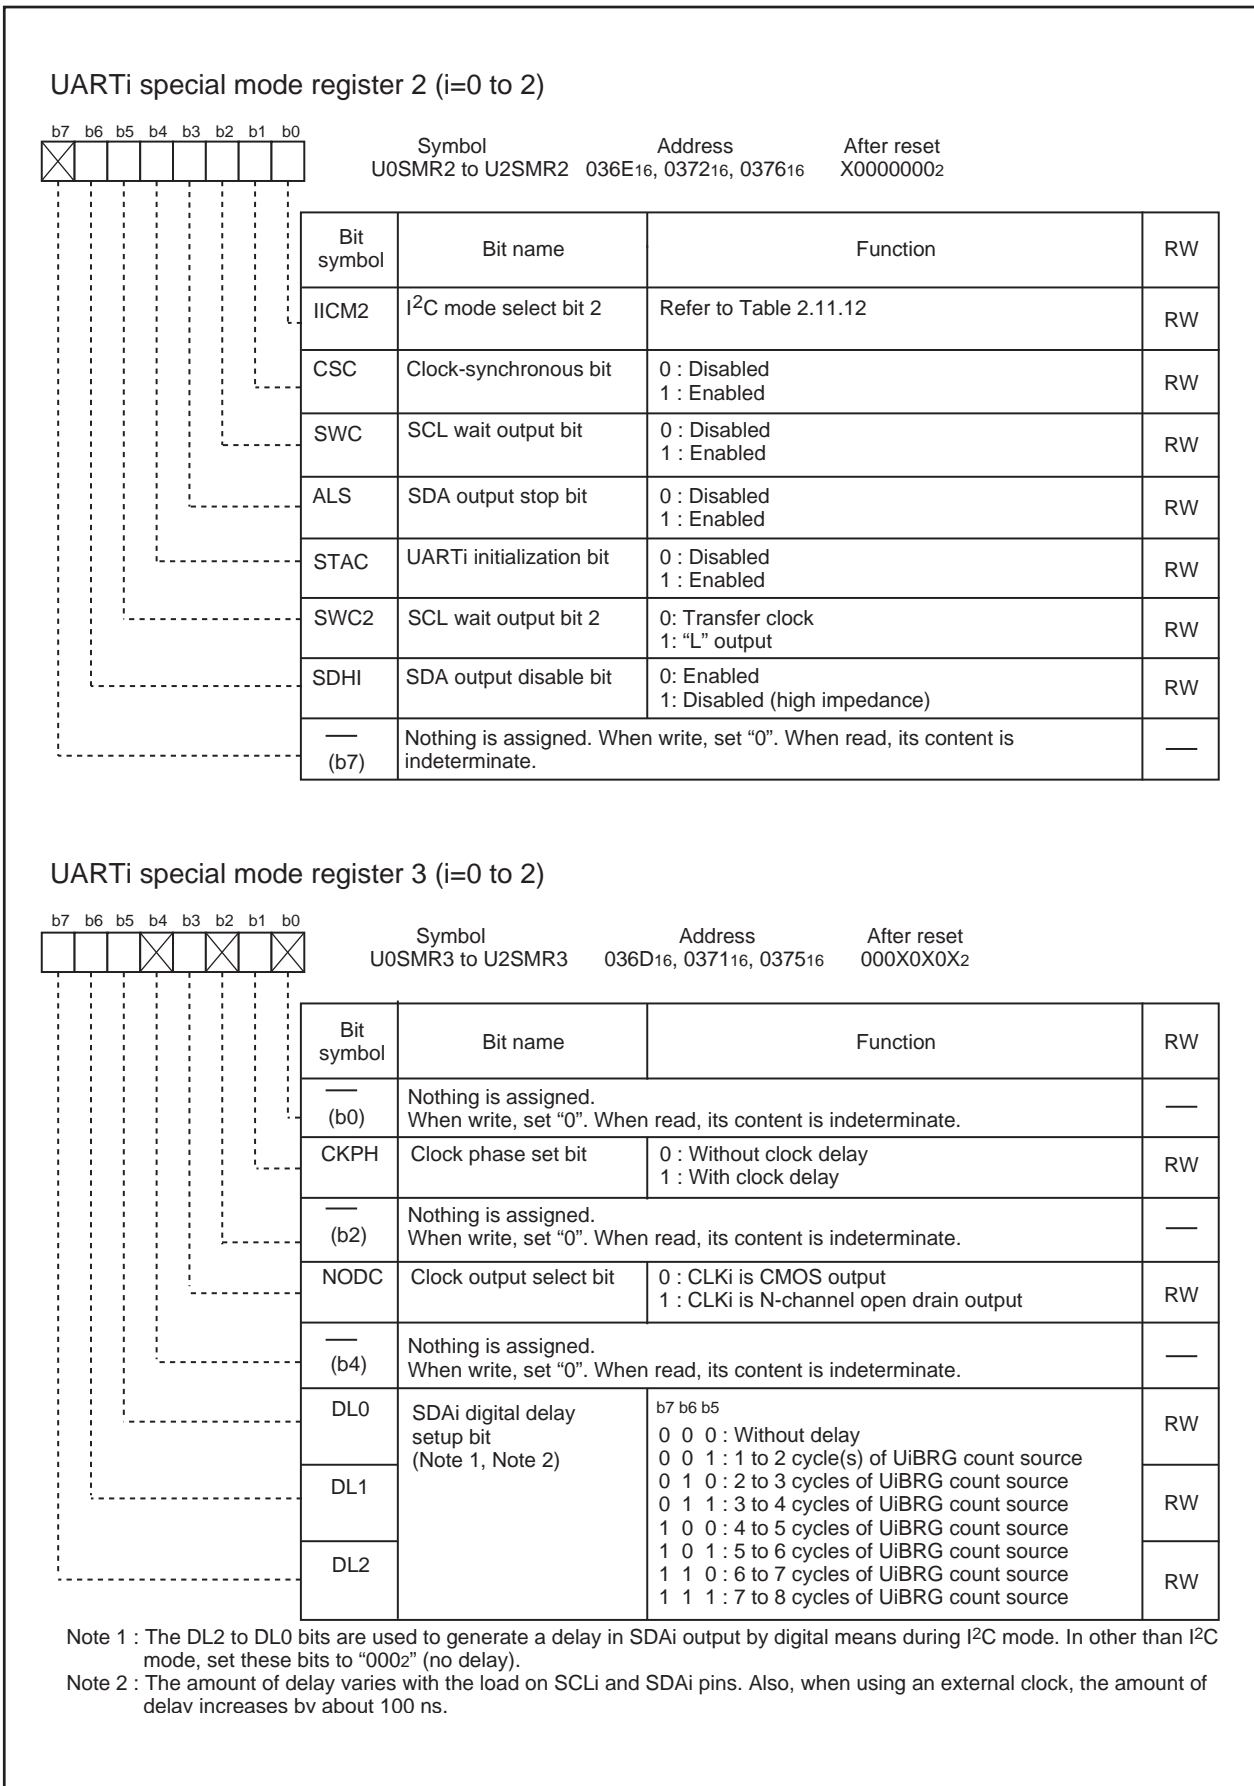 UARTi special mode register 2 (i=0 to 2)
b7 b6 b5 b4 b3 b2 b1 b0
Symbol Address After reset
U0SMR2 to U2SMR2 036E16, 037216, 037616 X00000002
Bit symbol Bit name Function RW
IICM2 I2C mode select bit 2 Refer to Table 2.11.12 RW
CSC Clock-synchronous bit 0 : Disabled
1 : Enabled RW
SWC SCL wait output bit 0 : Disabled
1 : Enabled RW
ALS SDA output stop bit 0 : Disabled
1 : Enabled RW
STAC UARTi initialization bit 0 : Disabled
1 : Enabled RW
SWC2 SCL wait output bit 2 0: Transfer clock
1: “L” output RW
SDHI SDA output disable bit 0: Enabled
1: Disabled (high impedance) RW
— (b7) Nothing is assigned. When write, set “0”. When read, its content is
indeterminate. —
UARTi special mode register 3 (i=0 to 2)
b7 b6 b5 b4 b3 b2 b1 b0
Symbol Address After reset
U0SMR3 to U2SMR3 036D16, 037116, 037516 000X0X0X2
Bit symbol Bit name Function RW
— (b0) Nothing is assigned.
When write, set “0”. When read, its content is indeterminate. —
CKPH Clock phase set bit 0 : Without clock delay
1 : With clock delay RW
— (b2) Nothing is assigned.
When write, set “0”. When read, its content is indeterminate. —
NODC Clock output select bit 0 : CLKi is CMOS output
1 : CLKi is N-channel open drain output RW
— (b4) Nothing is assigned.
When write, set “0”. When read, its content is indeterminate. —
DL0 SDAi digital delay
setup bit
(Note 1, Note 2)
b7 b6 b5
0 0 0 : Without delay RW
0 0 1 : 1 to 2 cycle(s) of UiBRG count source
DL1 0 1 0 : 2 to 3 cycles of UiBRG count source
0 1 1 : 3 to 4 cycles of UiBRG count source RW
1 0 0 : 4 to 5 cycles of UiBRG count source
DL2 1 0 1 : 5 to 6 cycles of UiBRG count source
1 1 0 : 6 to 7 cycles of UiBRG count source RW
1 1 1 : 7 to 8 cycles of UiBRG count source
Note 1 : The DL2 to DL0 bits are used to generate a delay in SDAi output by digital means during I2C mode. In other than I2C
mode, set these bits to “0002” (no delay).
Note 2 : The amount of delay varies with the load on SCLi and SDAi pins. Also, when using an external clock, the amount of
delay increases by about 100 ns.